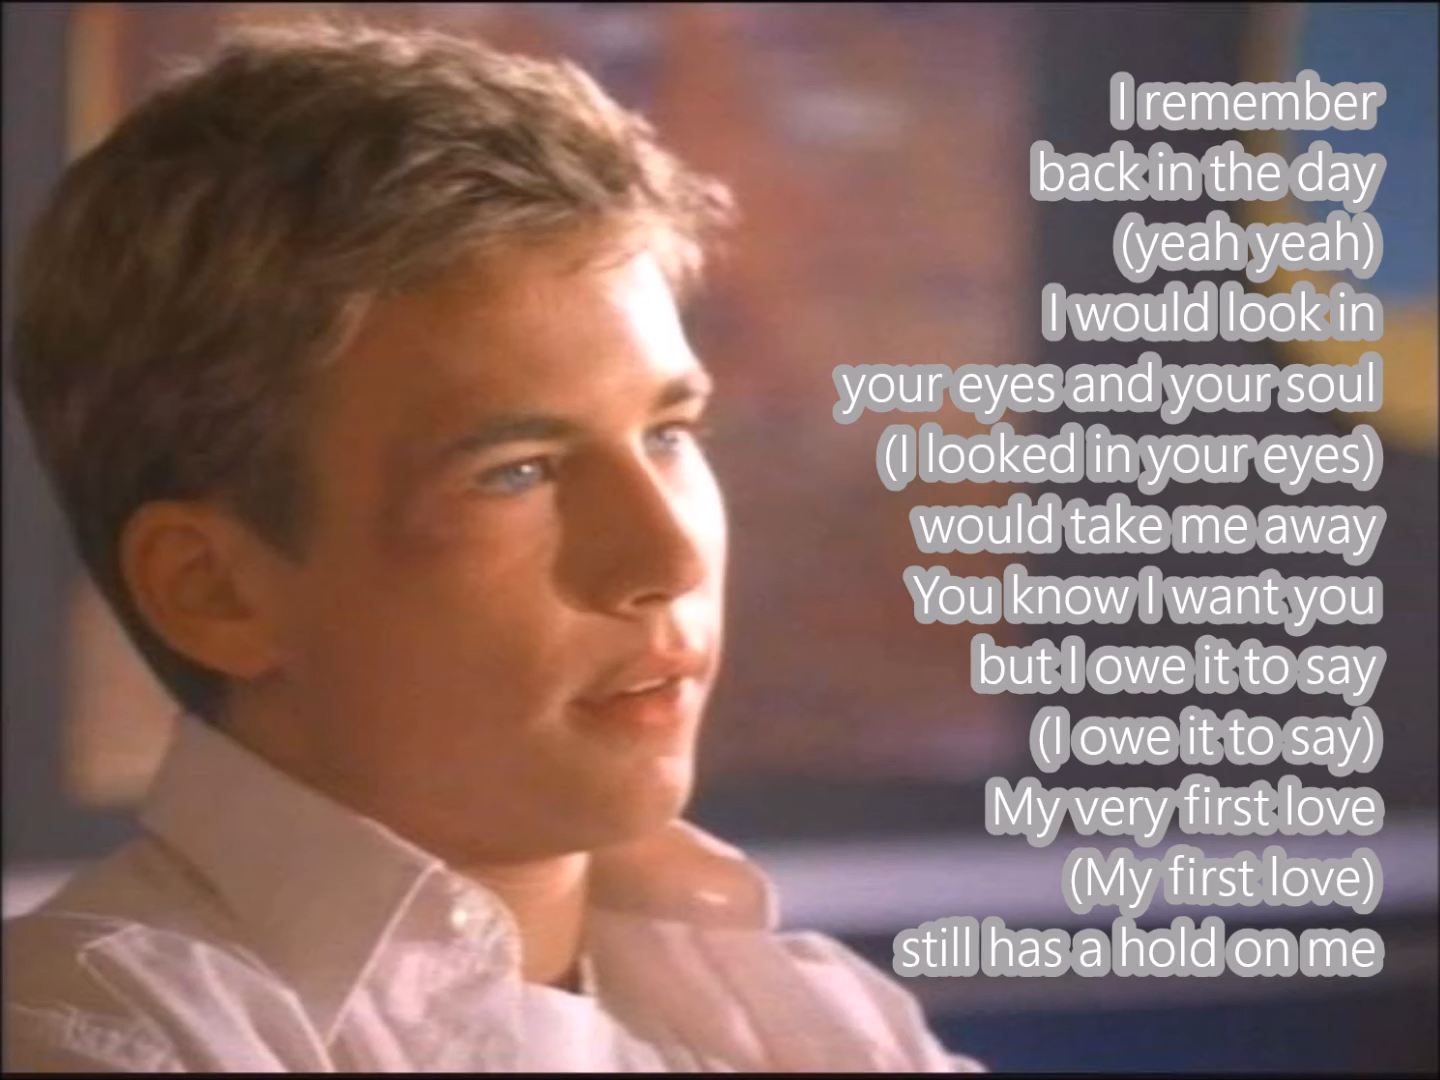 I remember
back in the day
(yeah yeah)
I would look in
your eyes and your soul
(I looked in your eyes)
would take me away
You know I want you
but I owe it to say
(I owe it to say)
My very first love
(My first love)
still has a hold on me